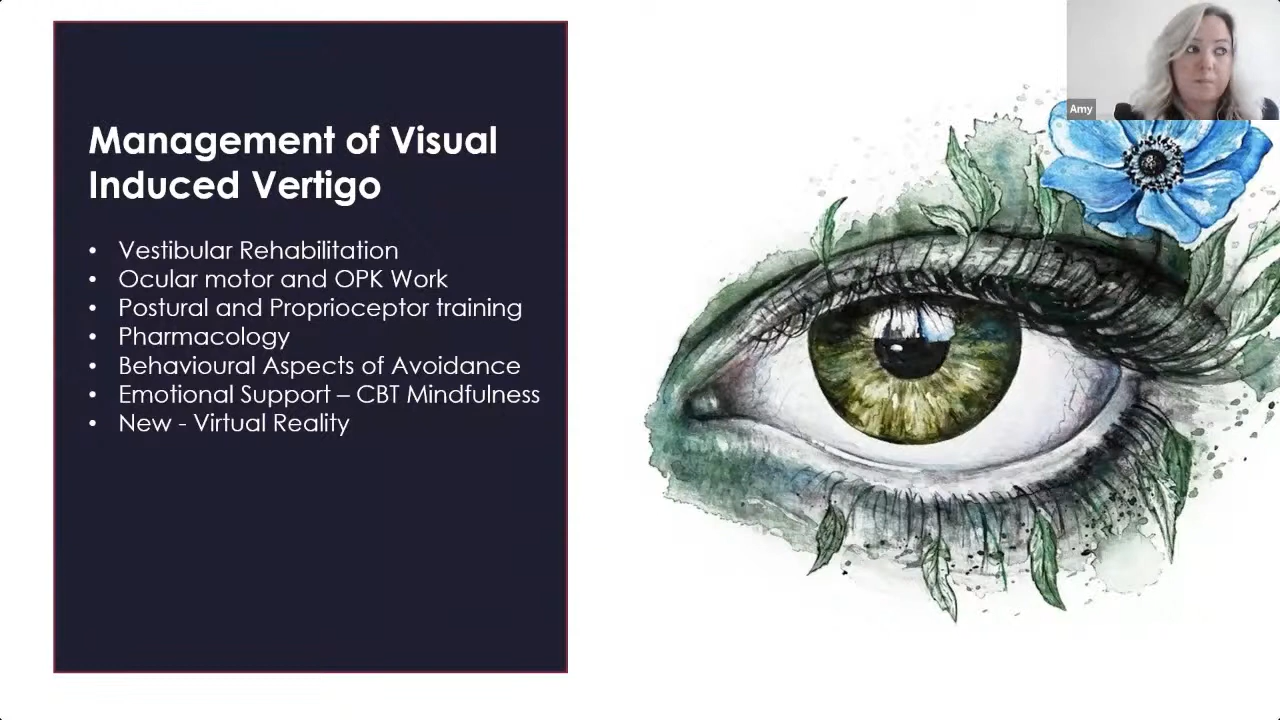 Management of Visual
Induced Vertigo
• Vestibular Rehabilitation
• Ocular motor and OPK Work
• Postural and Proprioceptor training
• Pharmacology
• Behavioural Aspects of Avoidance
• Emotional Support – CBT Mindfulness
• New - Virtual Reality
Amy